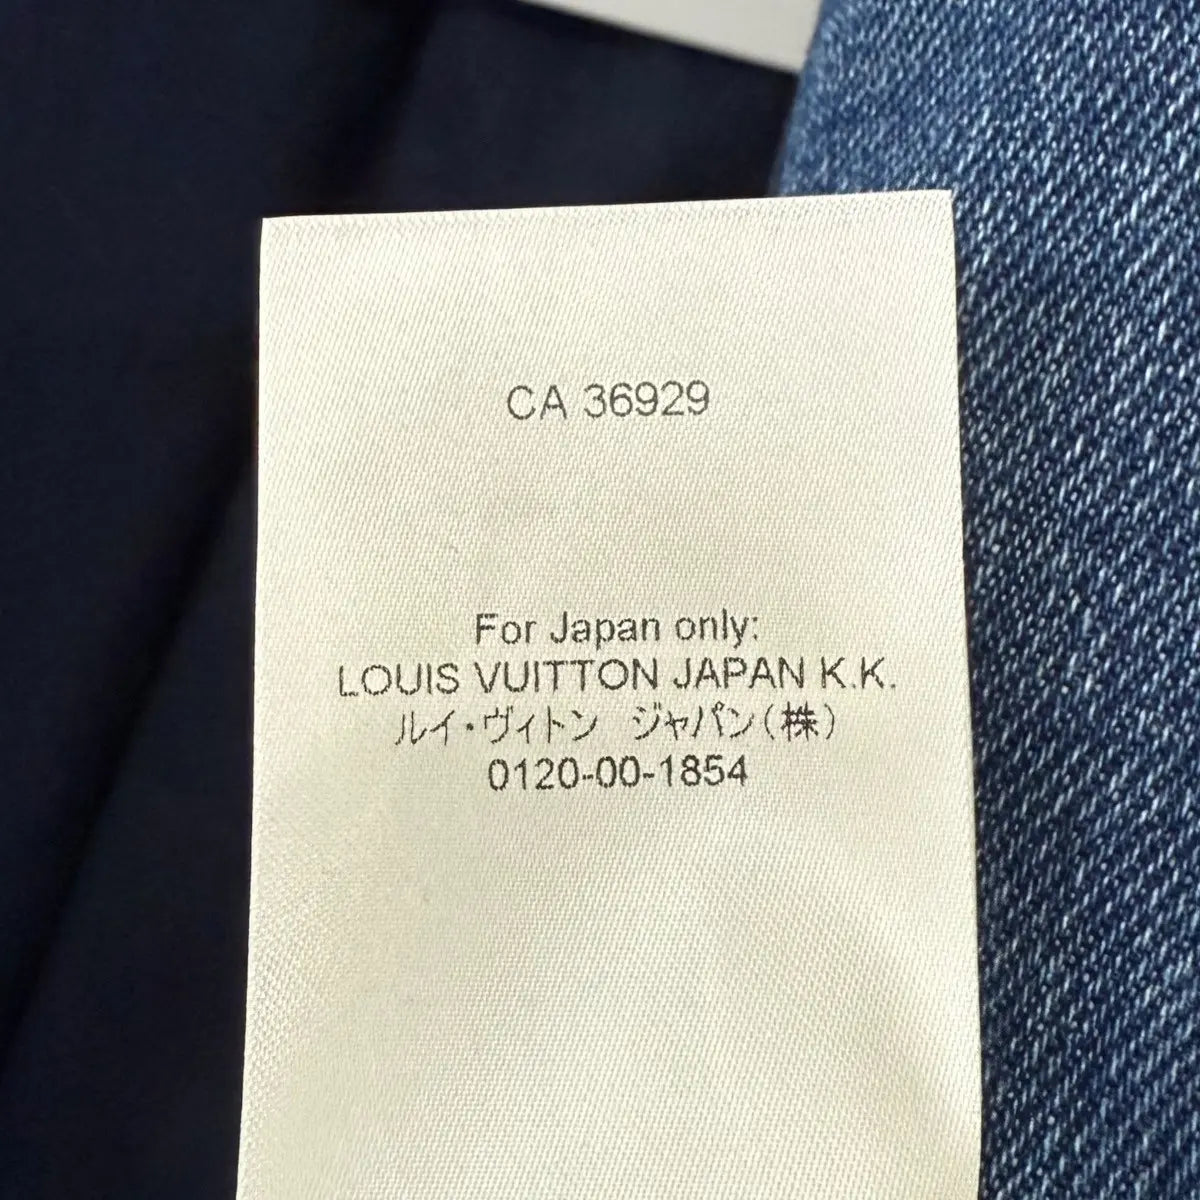 CA 36929
For Japan only:
LOUIS VUITTON JAPAN K.K.
ルイ・ヴィトン ジャパン(株)
0120-00-1854